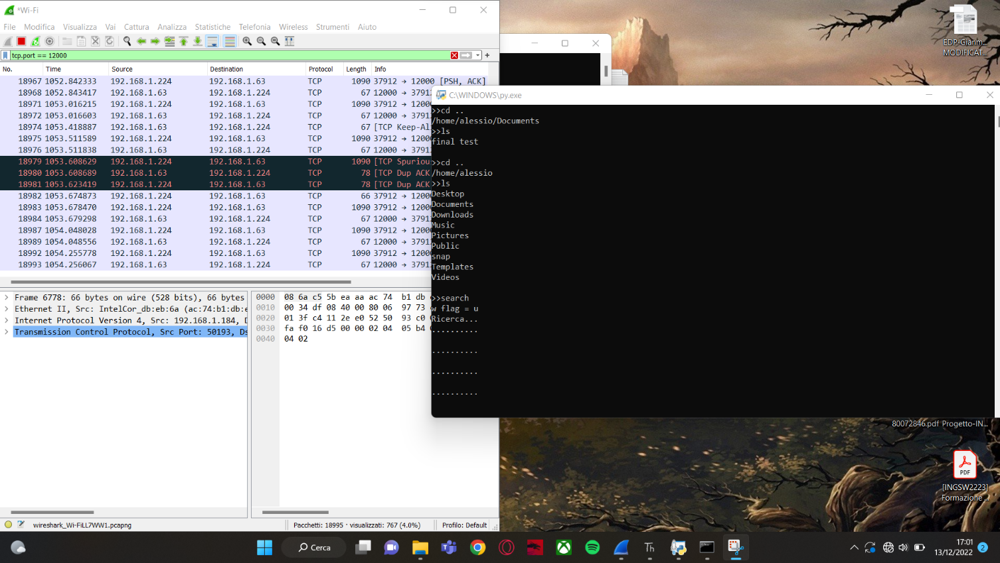 *Wi-Fi
File Modifica Visualizza Vai Cattura Analizza Statistiche Telefonia Wireless Strumenti Aiuto
tcp.port == 12000
No. Time Source Destination Protocol Length Info
18967 1052.842333 192.168.1.224 192.168.1.63 TCP 1090 37912 → 12000 [PSH, ACK]
18968 1052.843417 192.168.1.63 192.168.1.224 TCP 67 12000 → 3791
18971 1053.016215 192.168.1.224 192.168.1.63 TCP 1090 37912 → 1200
18972 1053.016603 192.168.1.63 192.168.1.224 TCP 67 12000 → 3791
18974 1053.418887 192.168.1.63 192.168.1.224 TCP 67 [TCP Keep-Al
18975 1053.511589 192.168.1.224 192.168.1.63 TCP 1090 37912 → 1200
18976 1053.511838 192.168.1.63 192.168.1.224 TCP 67 12000 → 3791
18979 1053.608629 192.168.1.224 192.168.1.63 TCP 1090 [TCP Spuriou
18980 1053.608689 192.168.1.63 192.168.1.224 TCP 78 [TCP Dup ACK
18981 1053.623419 192.168.1.224 192.168.1.63 TCP 78 [TCP Dup ACK
18982 1053.674873 192.168.1.224 192.168.1.63 TCP 66 37912 → 1200
18983 1053.678470 192.168.1.224 192.168.1.63 TCP 1090 37912 → 1200
18984 1053.679298 192.168.1.63 192.168.1.224 TCP 67 12000 → 3791
18987 1054.048028 192.168.1.224 192.168.1.63 TCP 1090 37912 → 1200
18989 1054.048556 192.168.1.63 192.168.1.224 TCP 67 12000 → 3791
18992 1054.255778 192.168.1.224 192.168.1.63 TCP 1090 37912 → 1200
18993 1054.256067 192.168.1.63 192.168.1.224 TCP 67 12000 → 3791
Frame 6778: 66 bytes on wire (528 bits), 66 bytes
Ethernet II, Src: IntelCor_db:eb:6a (ac:74:b1:db:e
Internet Protocol Version 4, Src: 192.168.1.184, D
Transmission Control Protocol, Src Port: 50193, Ds
0000 08 6a c5 5b ea aa ac 74 b1 db
0010 00 34 df 08 40 00 80 06 97 73
0020 01 3f c4 11 2e e0 52 50 93 c0
0030 fa f0 16 d5 00 00 02 04 05 b4
0040 04 02
wireshark_Wi-FiLL7WW1.pcapng
Pacchetti: 18995 · visualizzati: 767 (4.0%)
Profilo: Default
C:\WINDOWS\py.exe
>>cd ..
/home/alessio/Documents
>>ls
final test
>>cd ..
/home/alessio
>>ls
Desktop
Documents
Downloads
Music
Pictures
Public
snap
Templates
Videos
>>search
w flag = u
Ricerca...
..........
..........
..........
..........
EDP-Gianm...
MODIFICAT...
80072846.pdf Progetto-IN...
PDF
[INGSW2223]
Formazione ...
Cerca
Th
17:01
13/12/2022
2